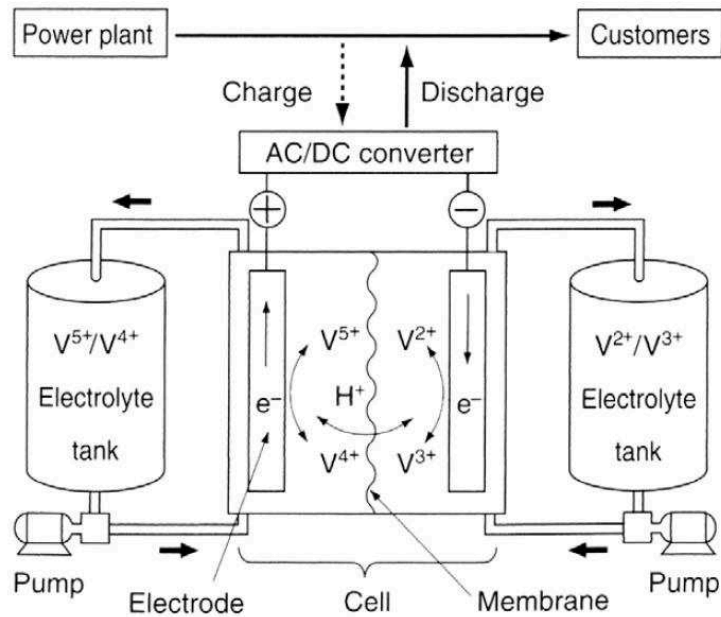 Power plant
Customers
Charge
Discharge
AC/DC converter
+
−
V⁵⁺/V⁴⁺
Electrolyte
tank
e⁻
V⁵⁺
V²⁺
H⁺
V⁴⁺
V³⁺
e⁻
V²⁺/V³⁺
Electrolyte
tank
Pump
Electrode
Cell
Membrane
Pump